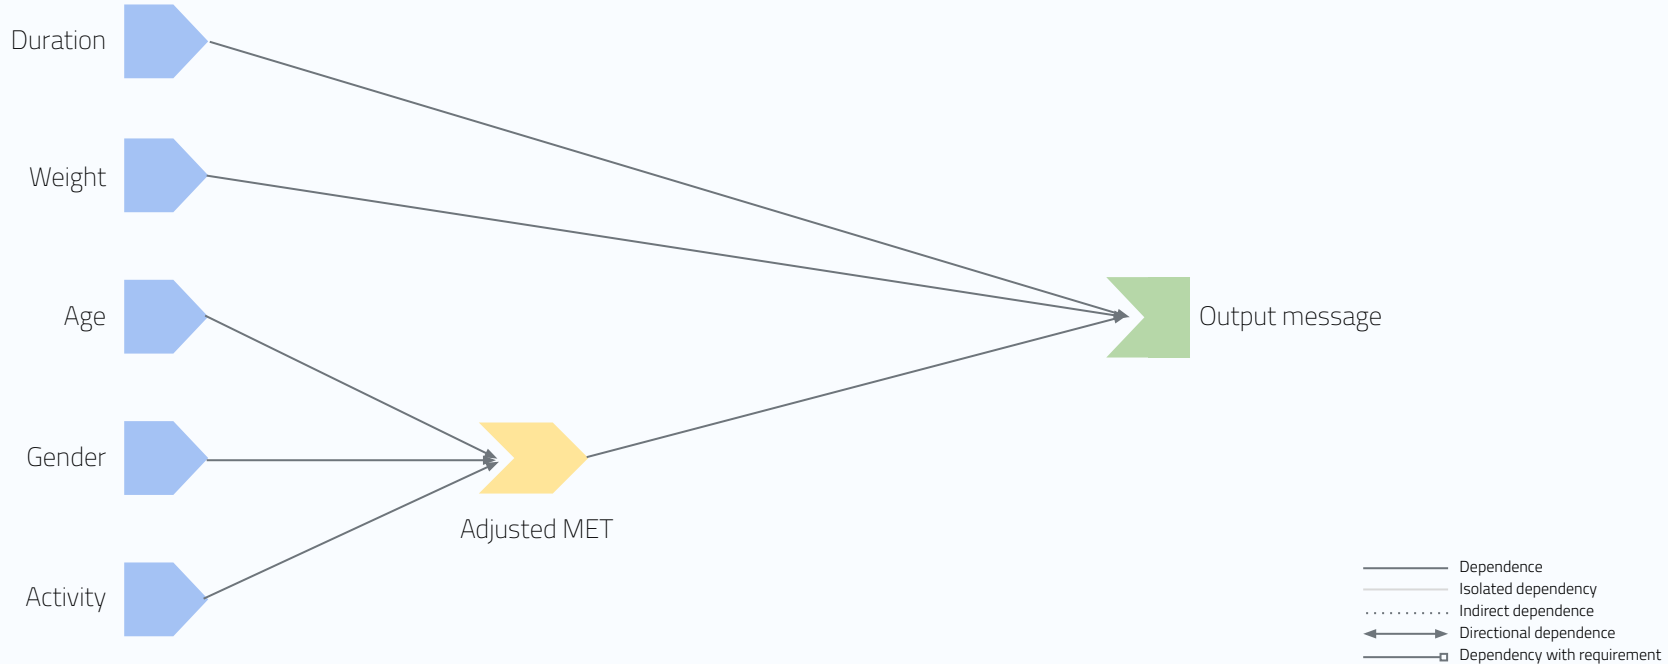 Duration
Weight
Age
Gender
Activity
Adjusted MET
Output message
Dependence
Isolated dependency
Indirect dependence
Directional dependence
Dependency with requirement